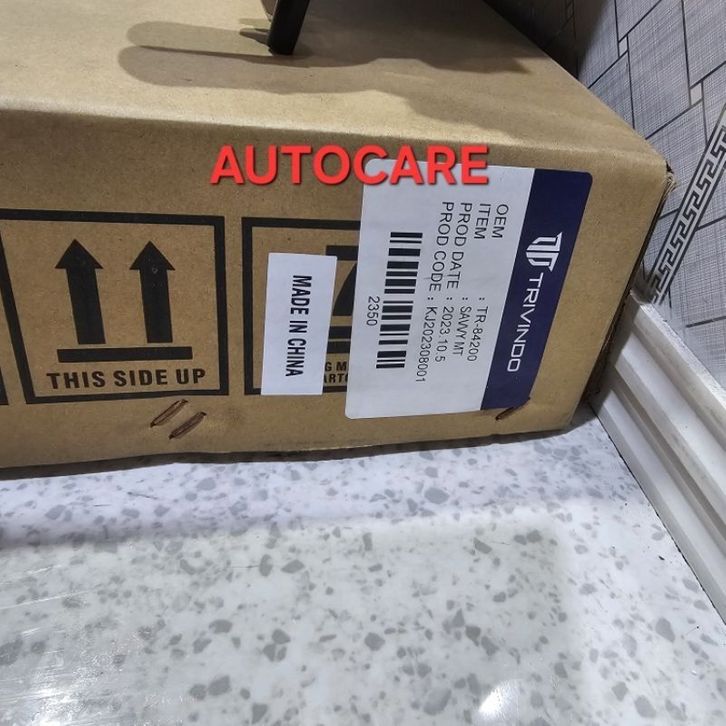 AUTOCARE
TRIVINDO
OEM : TR-84200
ITEM : SAVVY MT
PROD DATE : 2023.10.5
PROD CODE : KJ202308001
2350
MADE IN CHINA
THIS SIDE UP